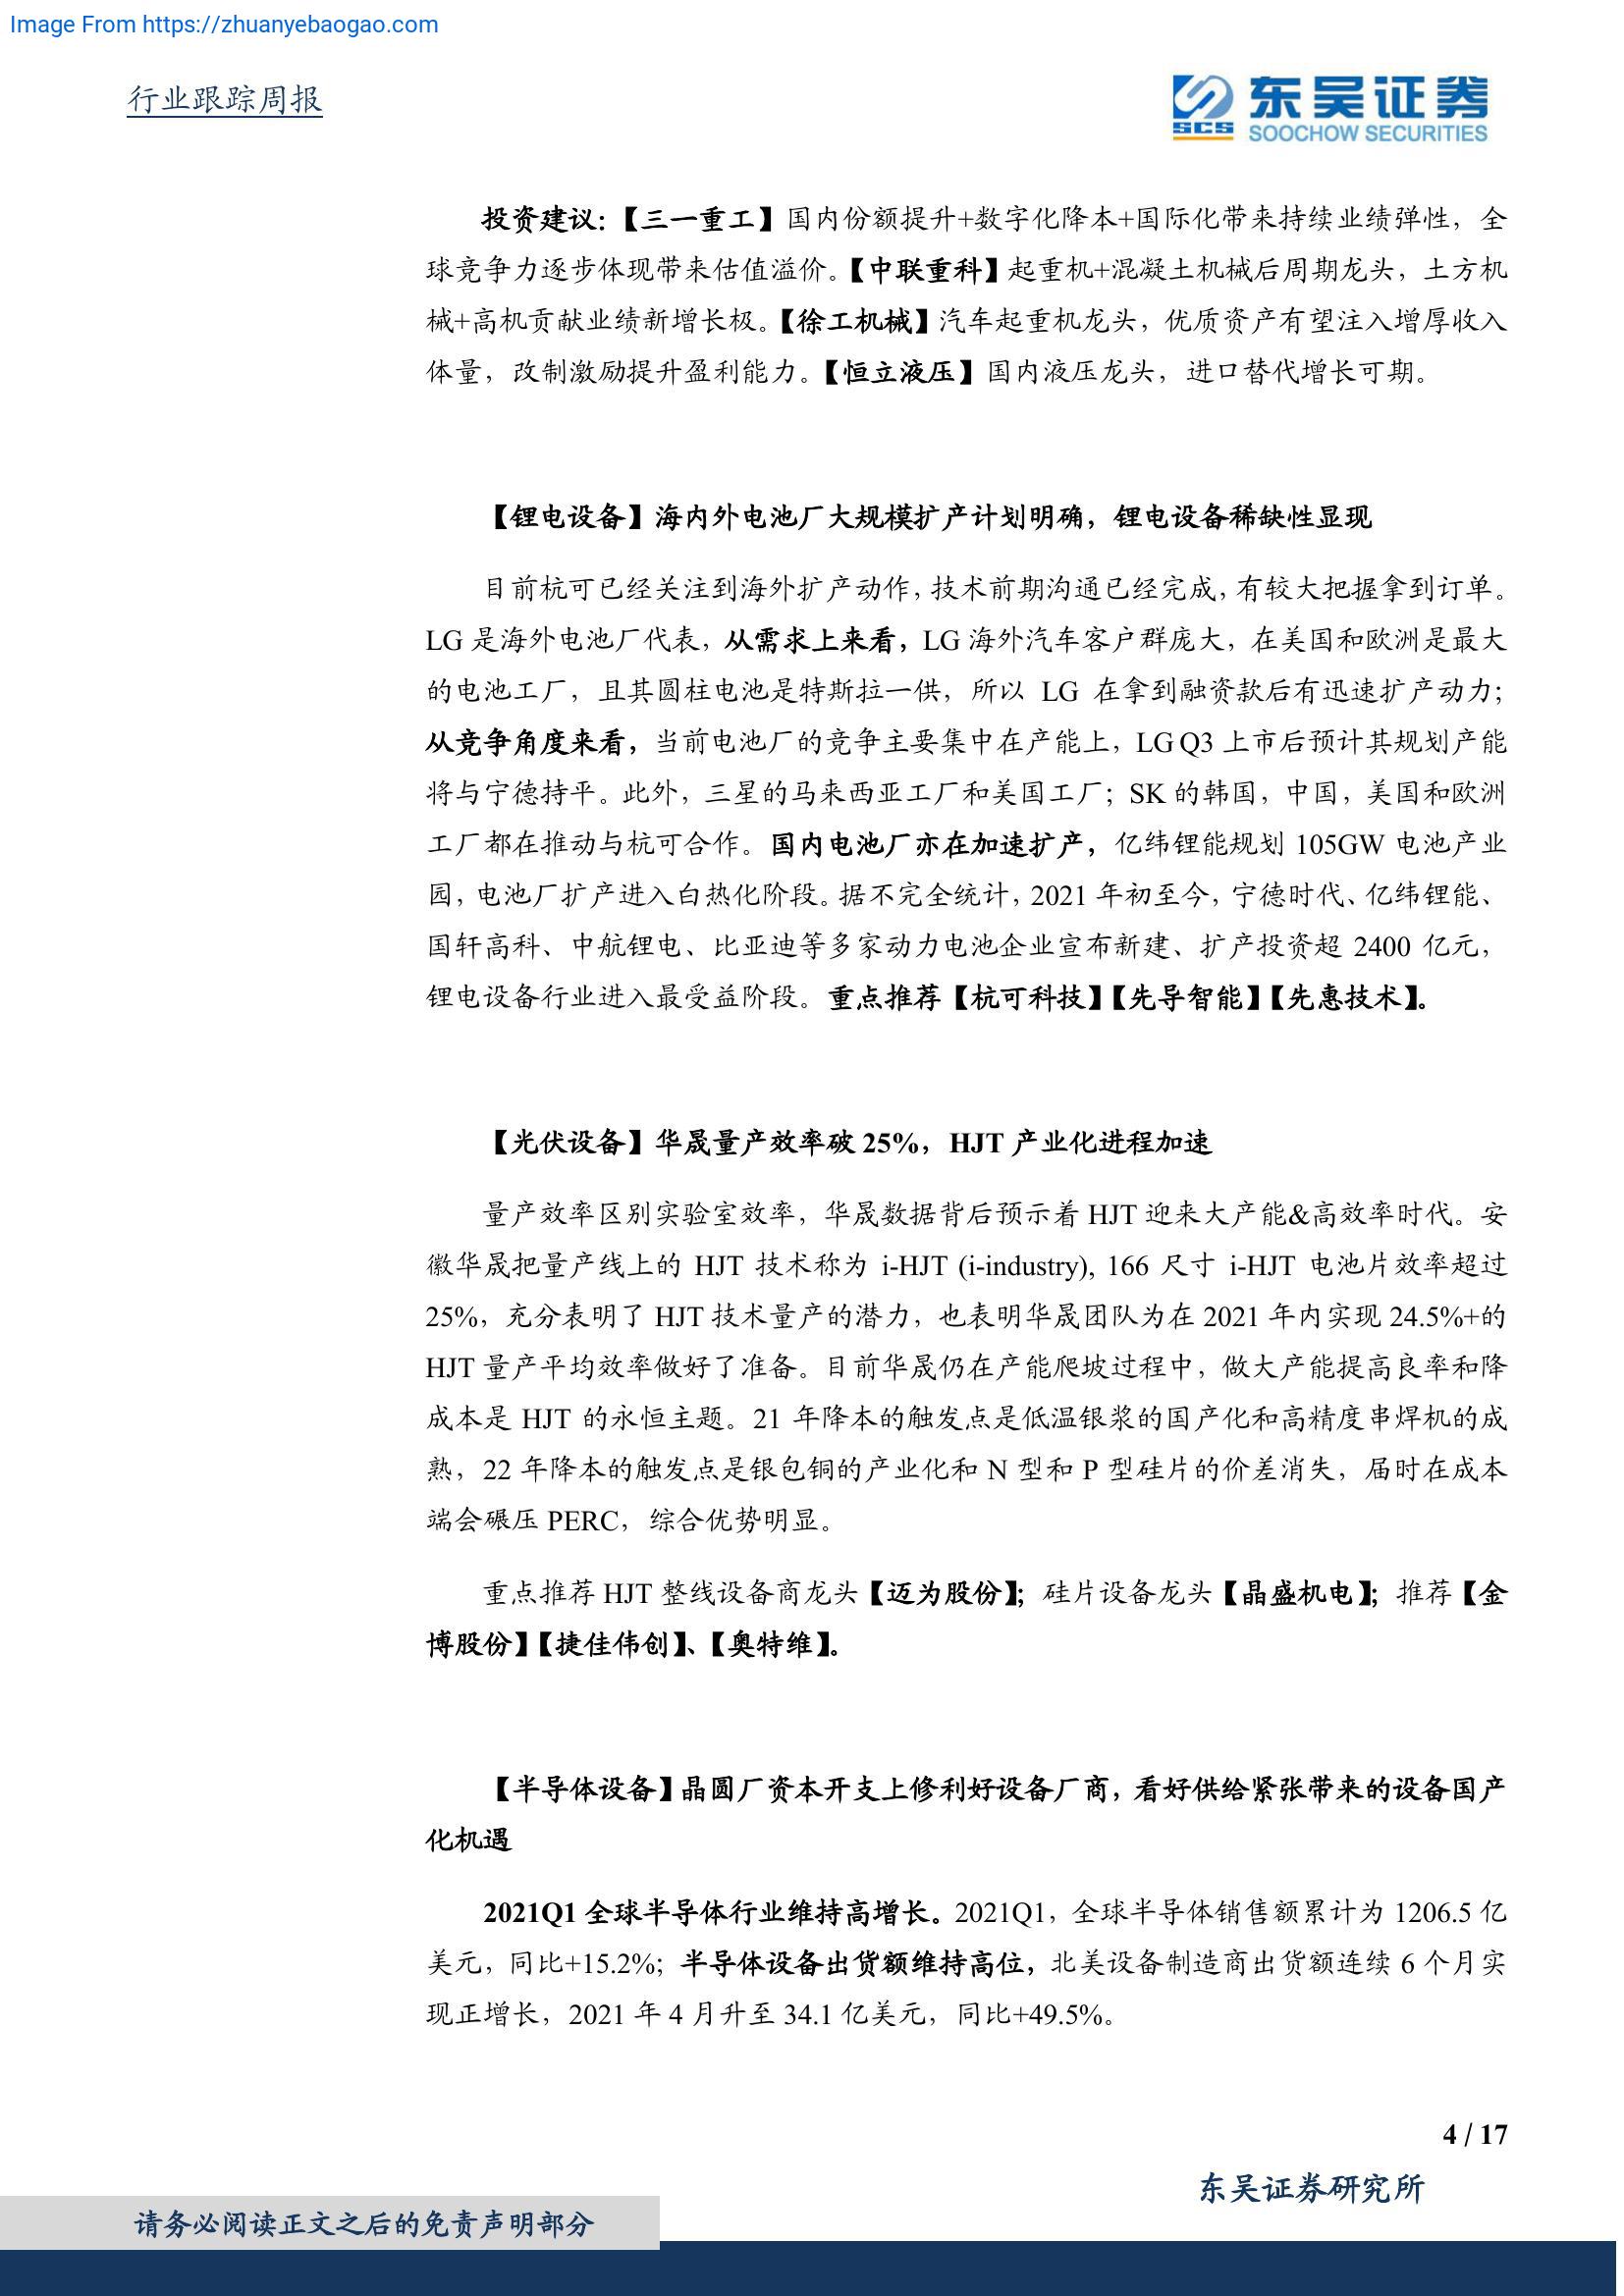 Image From https://zhuanyebaogao.com
行业跟踪周报
SCS
东吴证券
SOOCHOW SECURITIES
投资建议：【三一重工】国内份额提升+数字化降本+国际化带来持续业绩弹性，全
球竞争力逐步体现带来估值溢价。【中联重科】起重机+混凝土机械后周期龙头，土方机
械+高机贡献业绩新增长极。【徐工机械】汽车起重机龙头，优质资产有望注入增厚收入
体量，改制激励提升盈利能力。【恒立液压】国内液压龙头，进口替代增长可期。
【锂电设备】海内外电池厂大规模扩产计划明确，锂电设备稀缺性显现
目前杭可已经关注到海外扩产动作，技术前期沟通已经完成，有较大把握拿到订单。
LG 是海外电池厂代表，从需求上来看，LG 海外汽车客户群庞大，在美国和欧洲是最大
的电池工厂，且其圆柱电池是特斯拉一供，所以 LG 在拿到融资款后有迅速扩产动力；
从竞争角度来看，当前电池厂的竞争主要集中在产能上，LG Q3 上市后预计其规划产能
将与宁德持平。此外，三星的马来西亚工厂和美国工厂；SK 的韩国，中国，美国和欧洲
工厂都在推动与杭可合作。国内电池厂亦在加速扩产，亿纬锂能规划 105GW 电池产业
园，电池厂扩产进入白热化阶段。据不完全统计，2021 年初至今，宁德时代、亿纬锂能、
国轩高科、中航锂电、比亚迪等多家动力电池企业宣布新建、扩产投资超 2400 亿元，
锂电设备行业进入最受益阶段。重点推荐【杭可科技】【先导智能】【先惠技术】。
【光伏设备】华晟量产效率破 25%，HJT 产业化进程加速
量产效率区别实验室效率，华晟数据背后预示着 HJT 迎来大产能&高效率时代。安
徽华晟把量产线上的 HJT 技术称为 i-HJT (i-industry), 166 尺寸 i-HJT 电池片效率超过
25%，充分表明了 HJT 技术量产的潜力，也表明华晟团队为在 2021 年内实现 24.5%+的
HJT 量产平均效率做好了准备。目前华晟仍在产能爬坡过程中，做大产能提高良率和降
成本是 HJT 的永恒主题。21 年降本的触发点是低温银浆的国产化和高精度串焊机的成
熟，22 年降本的触发点是银包铜的产业化和 N 型和 P 型硅片的价差消失，届时在成本
端会碾压 PERC，综合优势明显。
重点推荐 HJT 整线设备商龙头【迈为股份】；硅片设备龙头【晶盛机电】；推荐【金
博股份】【捷佳伟创】、【奥特维】。
【半导体设备】晶圆厂资本开支上修利好设备厂商，看好供给紧张带来的设备国产
化机遇
2021Q1 全球半导体行业维持高增长。2021Q1，全球半导体销售额累计为 1206.5 亿
美元，同比+15.2%；半导体设备出货额维持高位，北美设备制造商出货额连续 6 个月实
现正增长，2021 年 4 月升至 34.1 亿美元，同比+49.5%。
4 / 17
东吴证券研究所
请务必阅读正文之后的免责声明部分